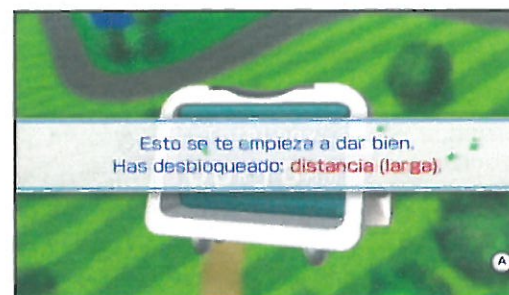 Esto se te empieza a dar bien.
Has desbloqueado: distancia (larga).
A